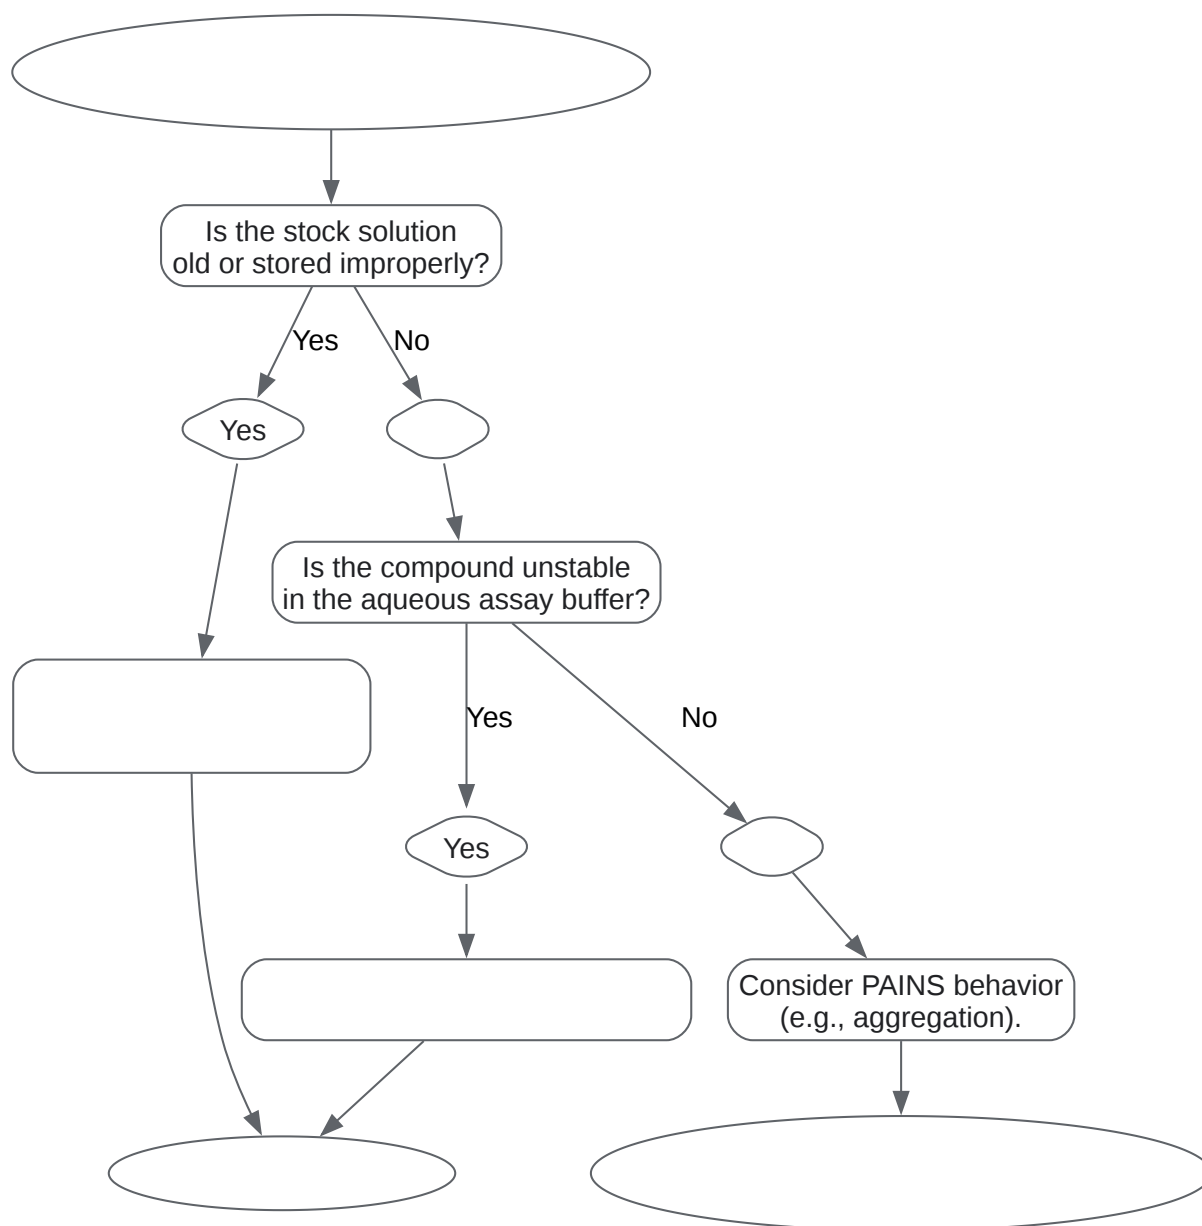 Is the stock solution
old or stored improperly?
Yes
No
Yes
Is the compound unstable
in the aqueous assay buffer?
Yes
No
Yes
Consider PAINS behavior
(e.g., aggregation).